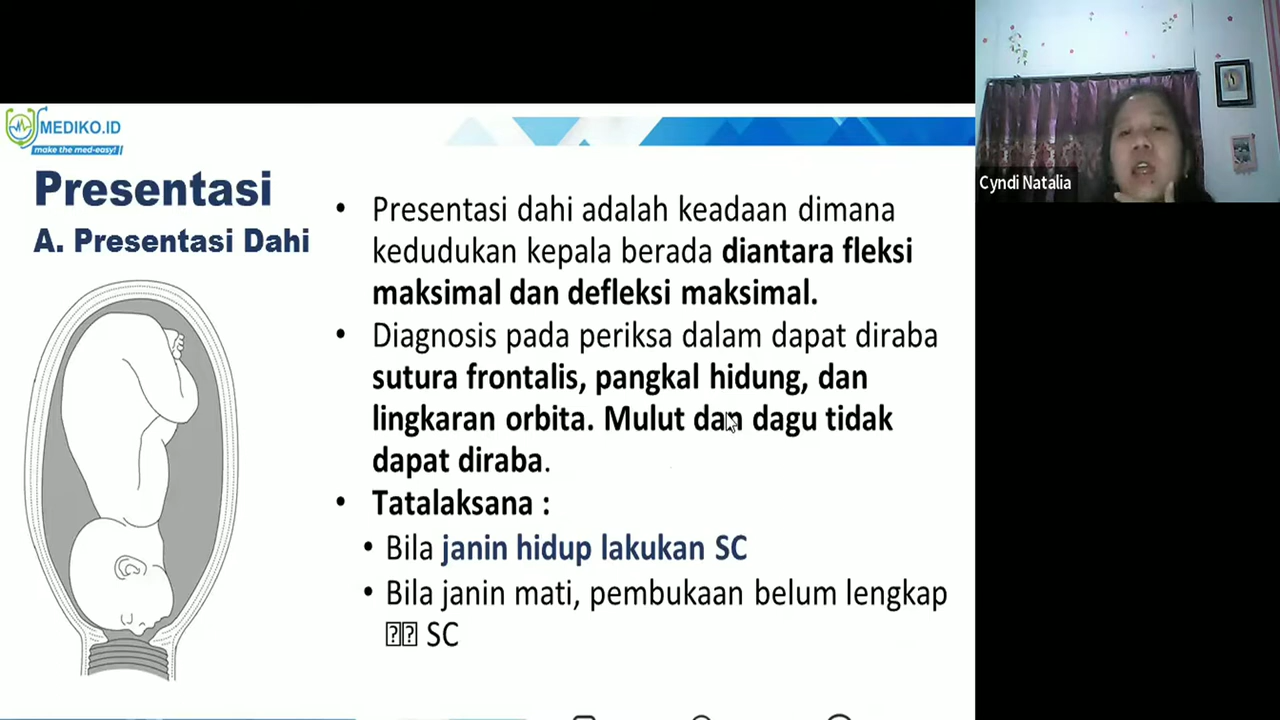 MEDIKO.ID
make the med-easy!
Presentasi
A. Presentasi Dahi
• Presentasi dahi adalah keadaan dimana
kedudukan kepala berada diantara fleksi
maksimal dan defleksi maksimal.
• Diagnosis pada periksa dalam dapat diraba
sutura frontalis, pangkal hidung, dan
lingkaran orbita. Mulut dan dagu tidak
dapat diraba.
• Tatalaksana :
• Bila janin hidup lakukan SC
• Bila janin mati, pembukaan belum lengkap
SC
Cyndi Natalia